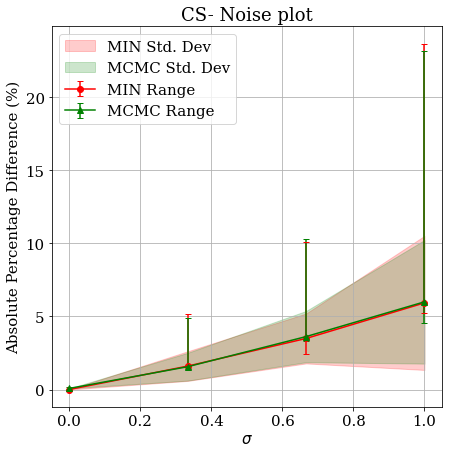 CS- Noise plot
MIN Std. Dev
MCMC Std. Dev
MIN Range
MCMC Range
Absolute Percentage Difference (%)
20
15
10
5
0
0.0 0.2 0.4 0.6 0.8 1.0
σ